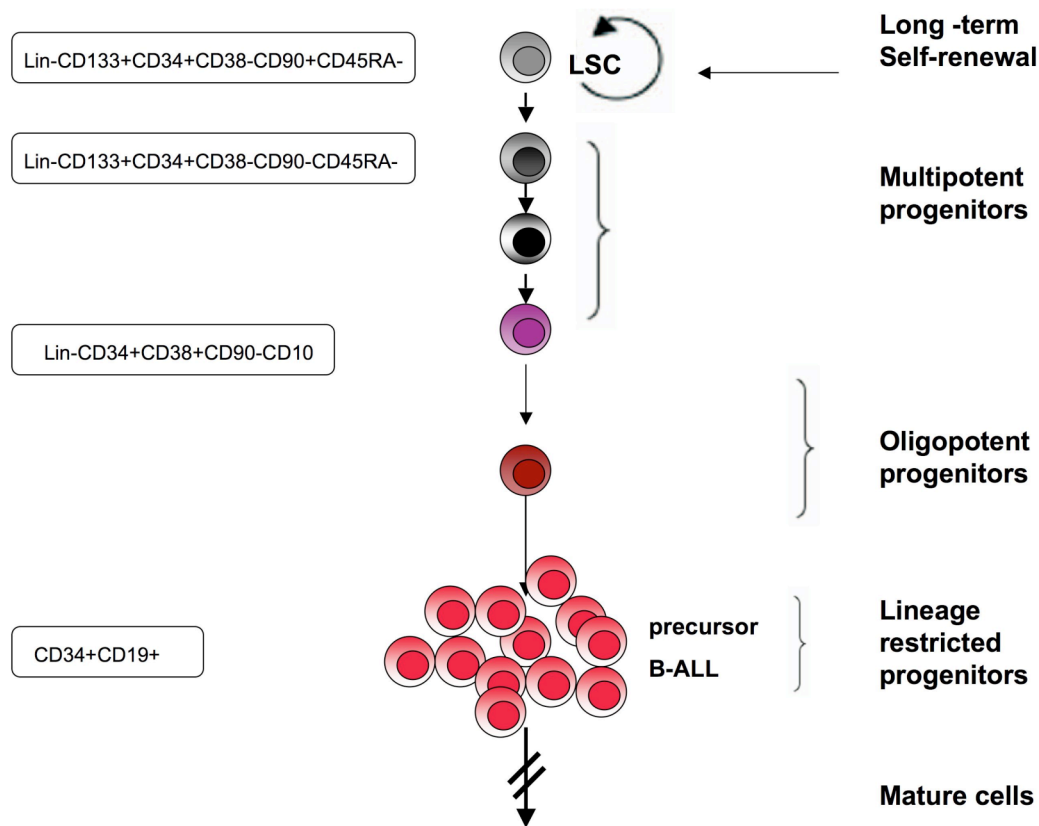 Long -term
Self-renewal
Lin-CD133+CD34+CD38-CD90+CD45RA-
LSC
Lin-CD133+CD34+CD38-CD90-CD45RA-
Multipotent
progenitors
Lin-CD34+CD38+CD90-CD10
Oligopotent
progenitors
precursor
B-ALL
Lineage
restricted
progenitors
CD34+CD19+
Mature cells